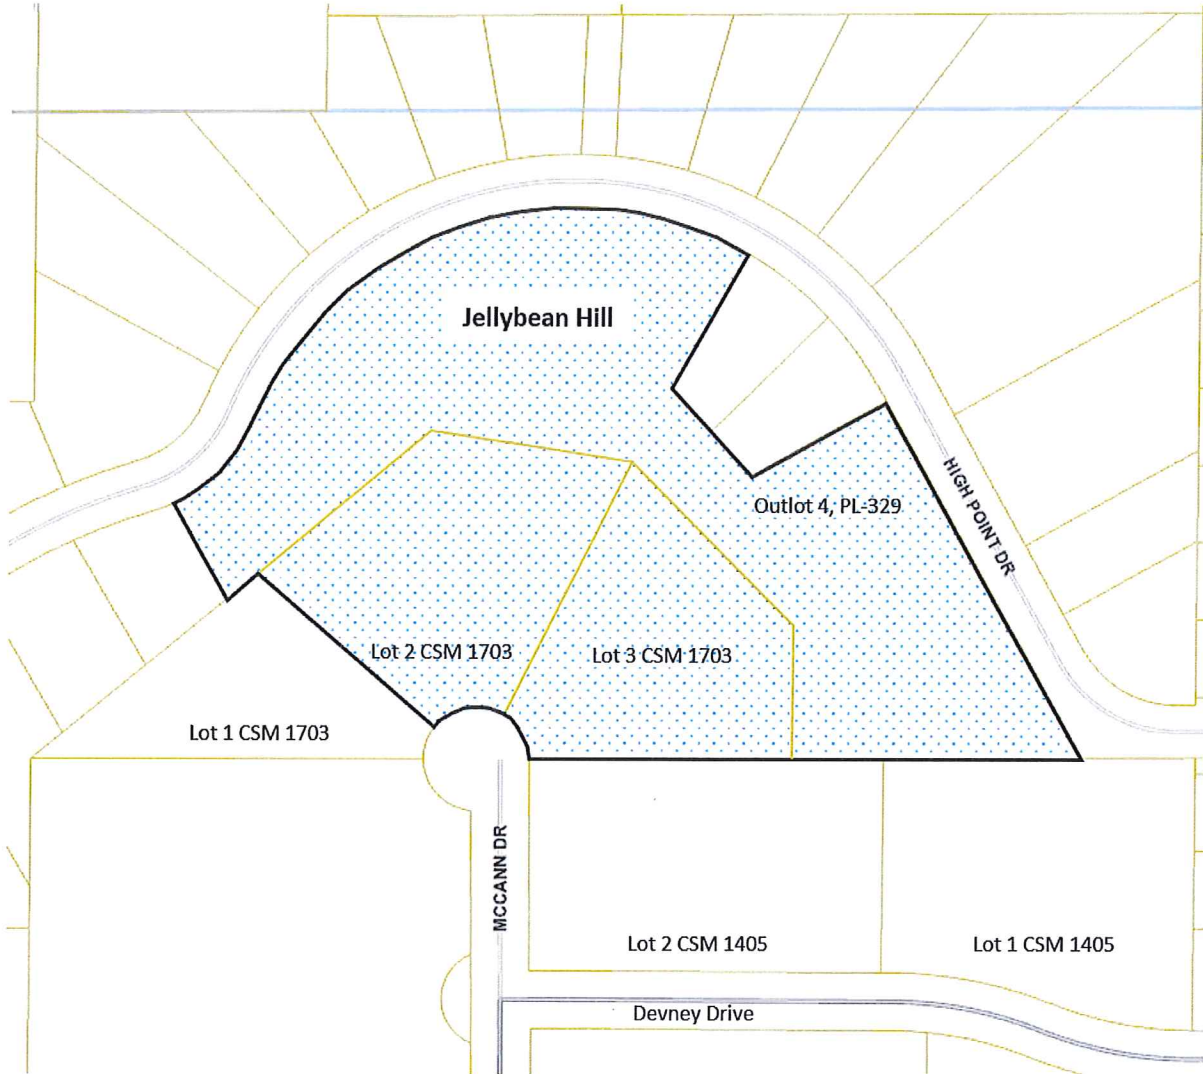 Jellybean Hill
Outlot 4, PL-329
HIGH POINT DR
Lot 2 CSM 1703
Lot 3 CSM 1703
Lot 1 CSM 1703
MCCANN DR
Lot 2 CSM 1405
Lot 1 CSM 1405
Devney Drive